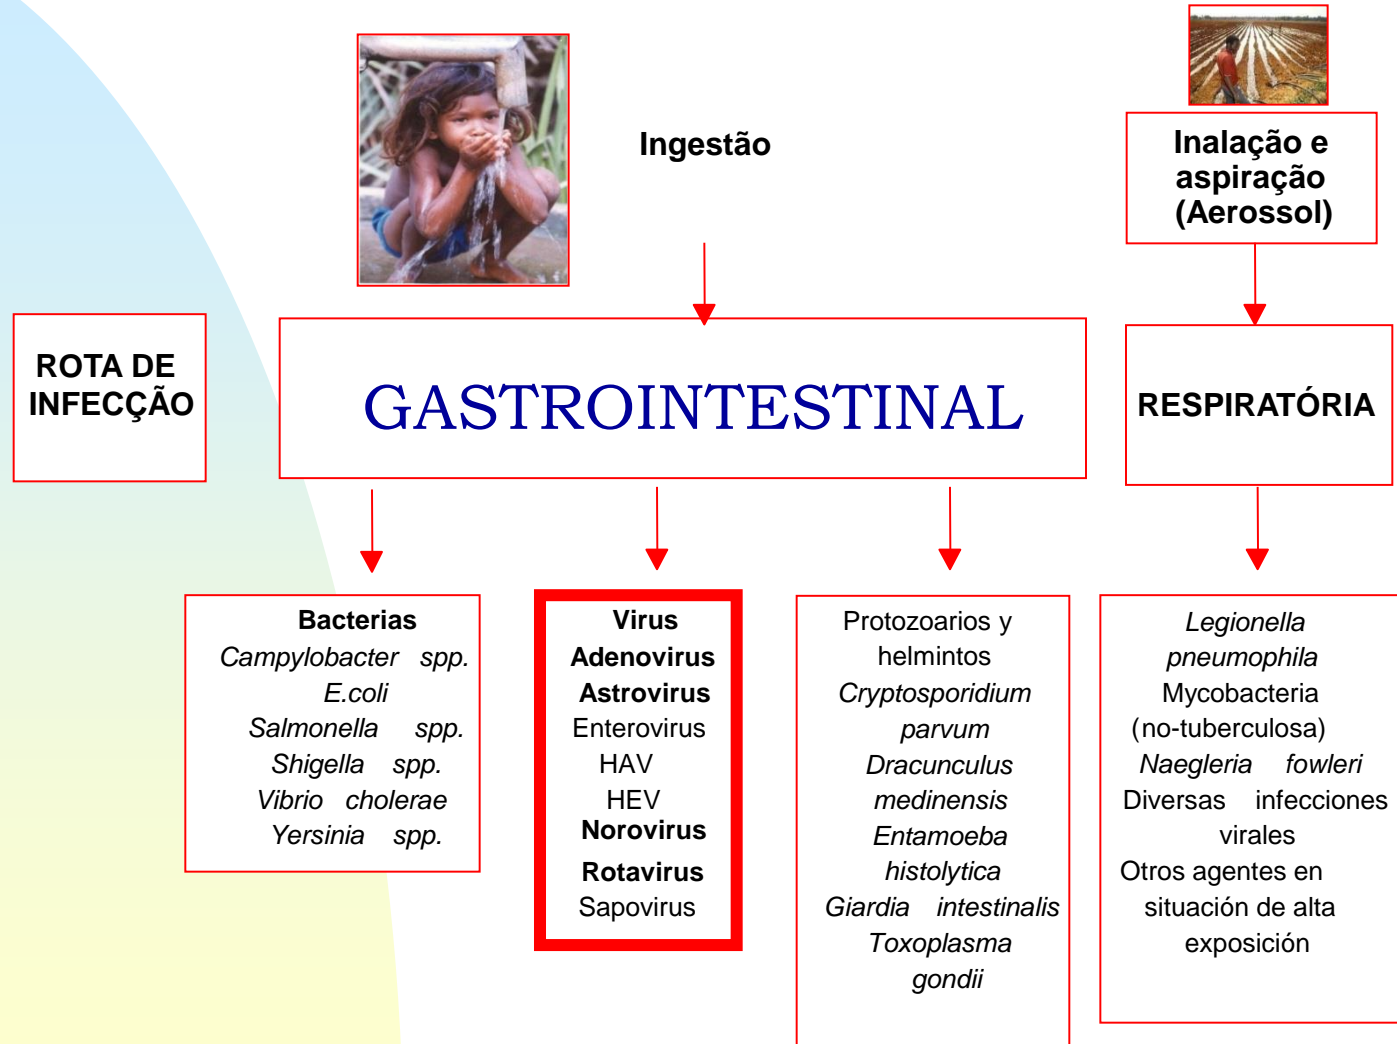 Ingestão
Inalação e
aspiração
(Aerossol)
ROTA DE
INFECÇÃO
GASTROINTESTINAL
RESPIRATÓRIA
Bacterias
Campylobacter spp.
E.coli
Salmonella spp.
Shigella spp.
Vibrio cholerae
Yersinia spp.
Virus
Adenovirus
Astrovirus
Enterovirus
HAV
HEV
Norovirus
Rotavirus
Sapovirus
Protozoarios y
helmintos
Cryptosporidium
parvum
Dracunculus
medinensis
Entamoeba
histolytica
Giardia intestinalis
Toxoplasma
gondii
Legionella
pneumophila
Mycobacteria
(no-tuberculosa)
Naegleria fowleri
Diversas infecciones
virales
Otros agentes en
situación de alta
exposición